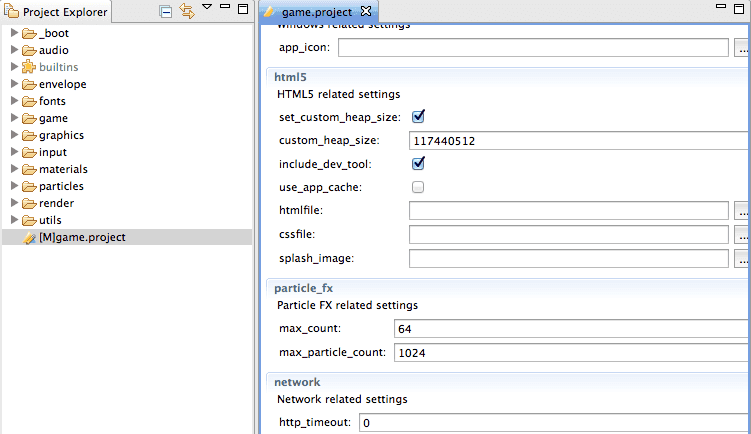 Project Explorer
_boot
audio
builtins
envelope
fonts
game
graphics
input
materials
particles
render
utils
[M]game.project
game.project
Windows related settings
app_icon:
...
html5
HTML5 related settings
set_custom_heap_size:
custom_heap_size: 117440512
include_dev_tool:
use_app_cache:
htmlfile:
...
cssfile:
...
splash_image:
...
particle_fx
Particle FX related settings
max_count: 64
max_particle_count: 1024
network
Network related settings
http_timeout: 0